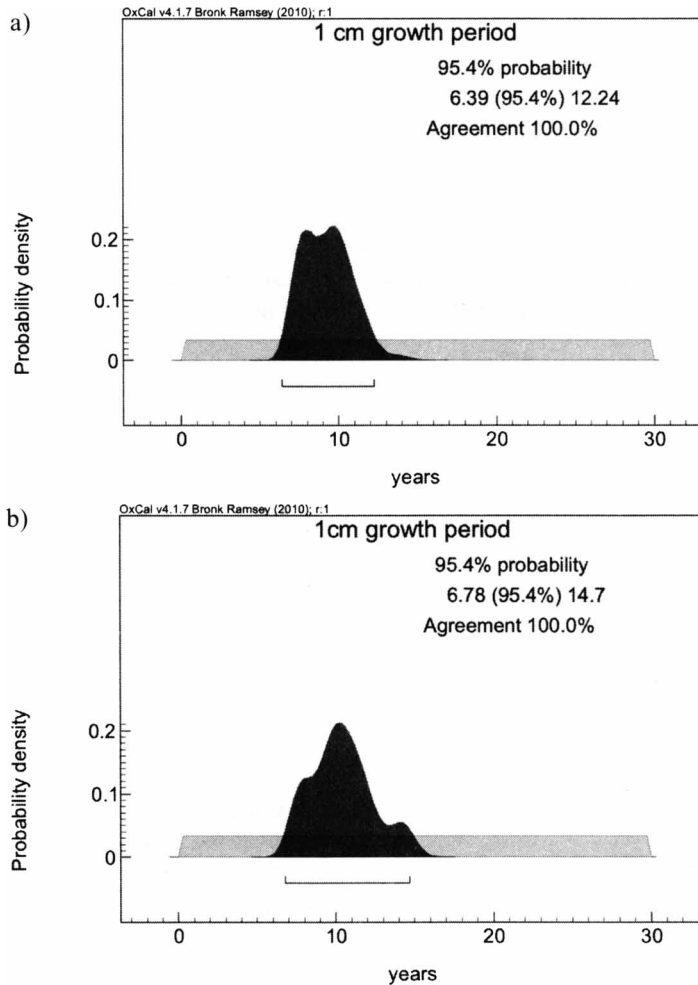 a)
OxCal v4.1.7 Bronk Ramsey (2010); r:1
1 cm growth period
95.4% probability
6.39 (95.4%) 12.24
Agreement 100.0%
Probability density
0.2
0.1
0
0 10 20 30
years
b)
OxCal v4.1.7 Bronk Ramsey (2010); r:1
1cm growth period
95.4% probability
6.78 (95.4%) 14.7
Agreement 100.0%
Probability density
0.2
0.1
0
0 10 20 30
years